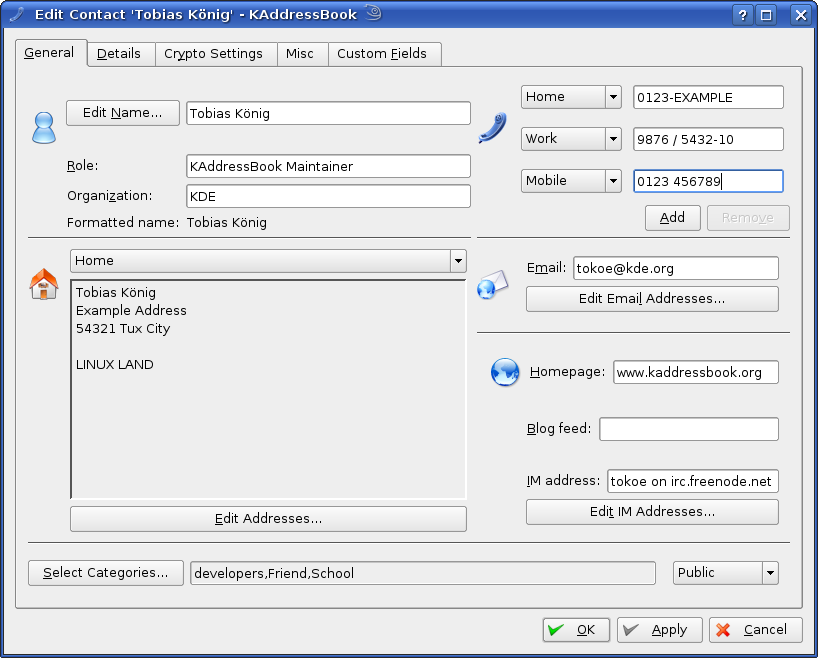 Edit Contact 'Tobias König' - KAddressBook
?
General Details Crypto Settings Misc Custom Fields
Edit Name... Tobias König
Role: KAddressBook Maintainer
Organization: KDE
Formatted name: Tobias König
Home 0123-EXAMPLE
Work 9876 / 5432-10
Mobile 0123 456789
Add Remove
Home
Tobias König
Example Address
54321 Tux City
LINUX LAND
Edit Addresses...
Email: tokoe@kde.org
Edit Email Addresses...
Homepage: www.kaddressbook.org
Blog feed:
IM address: tokoe on irc.freenode.net
Edit IM Addresses...
Select Categories... developers,Friend,School Public
OK Apply Cancel